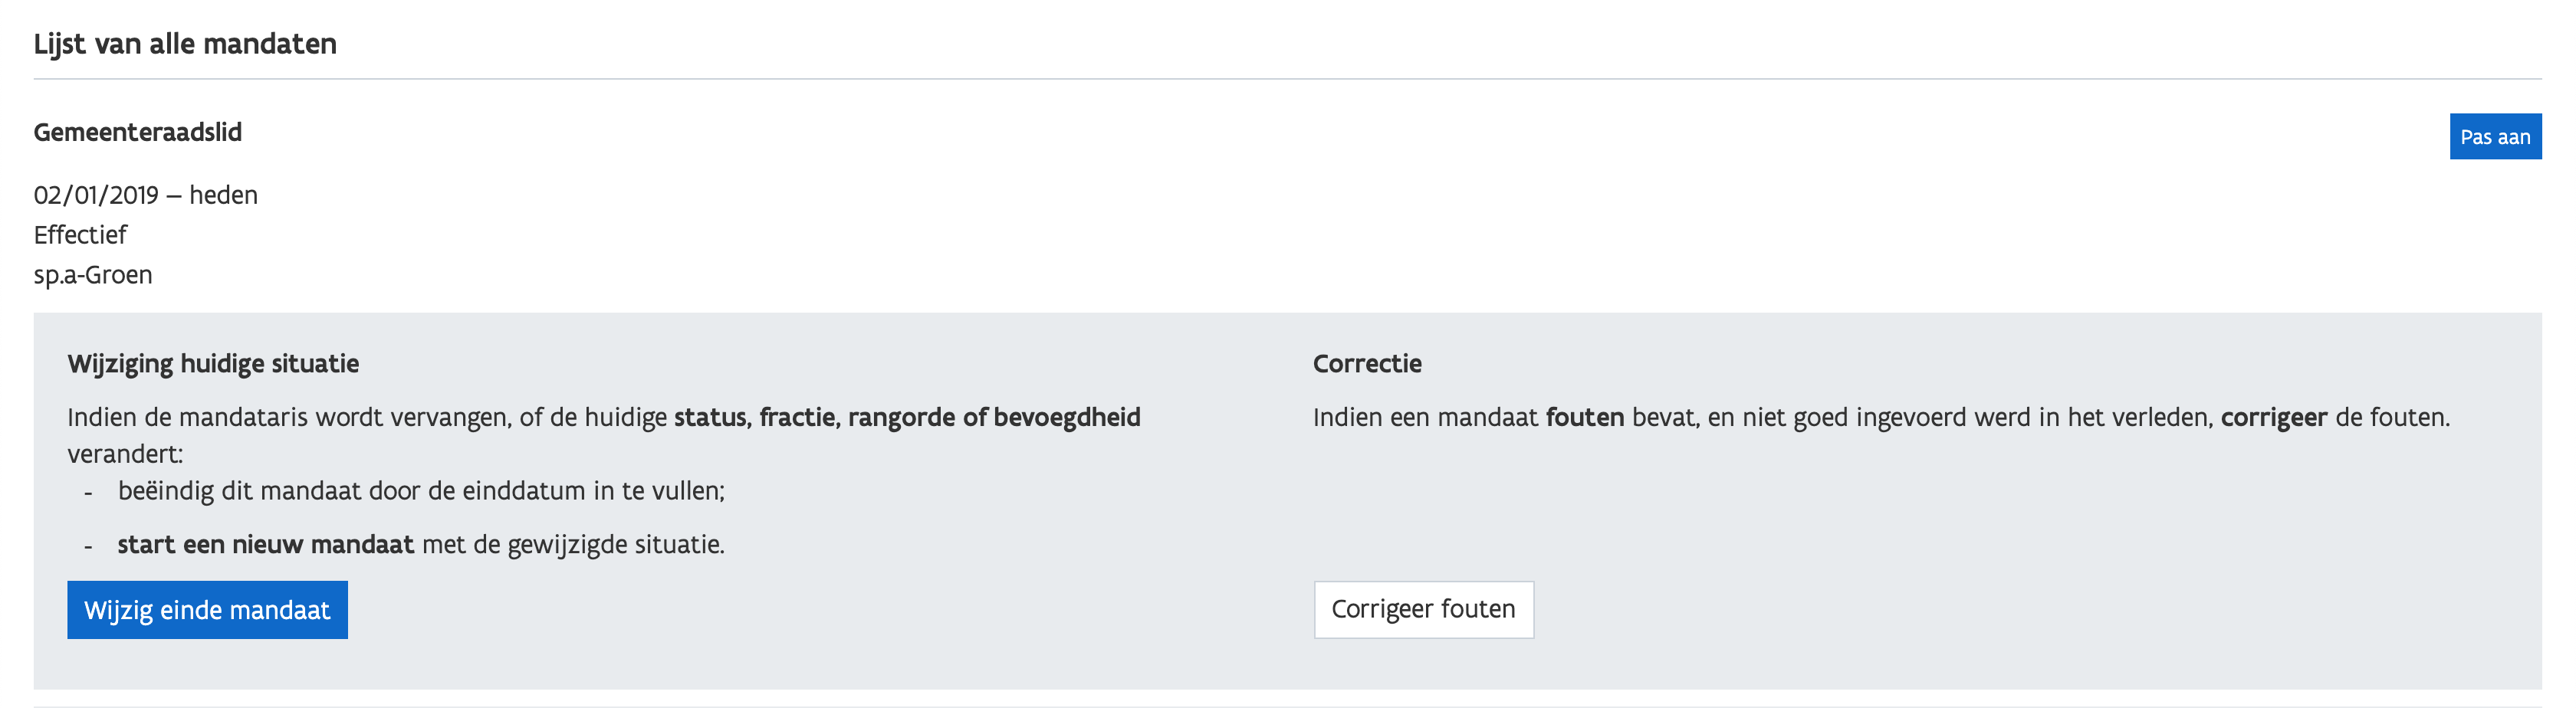 Lijst van alle mandaten
Gemeenteraadslid
Pas aan
02/01/2019 – heden
Effectief
sp.a-Groen
Wijziging huidige situatie
Indien de mandataris wordt vervangen, of de huidige status, fractie, rangorde of bevoegdheid
verandert:
- beëindig dit mandaat door de einddatum in te vullen;
- start een nieuw mandaat met de gewijzigde situatie.
Wijzig einde mandaat
Correctie
Indien een mandaat fouten bevat, en niet goed ingevoerd werd in het verleden, corrigeer de fouten.
Corrigeer fouten